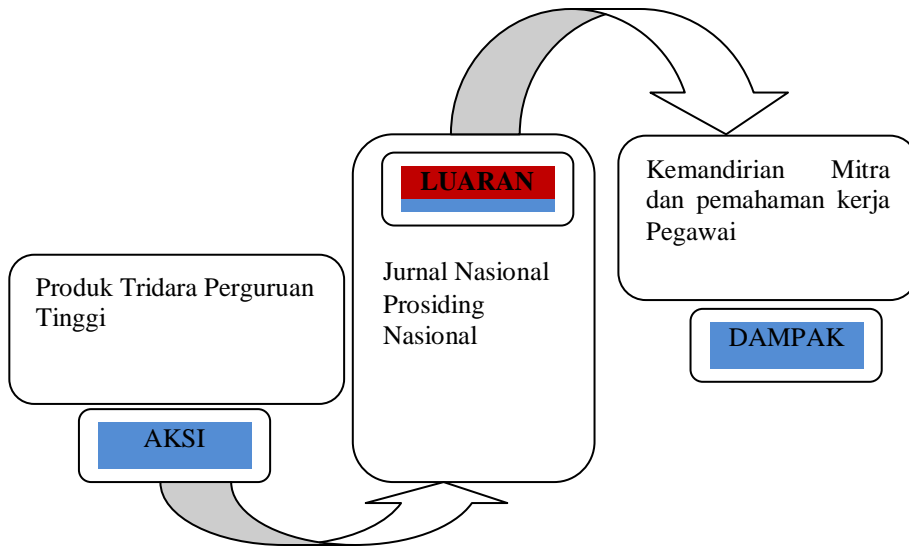 Produk Tridara Perguruan
Tinggi
AKSI
LUARAN
Jurnal Nasional
Prosiding
Nasional
Kemandirian Mitra
dan pemahaman kerja
Pegawai
DAMPAK